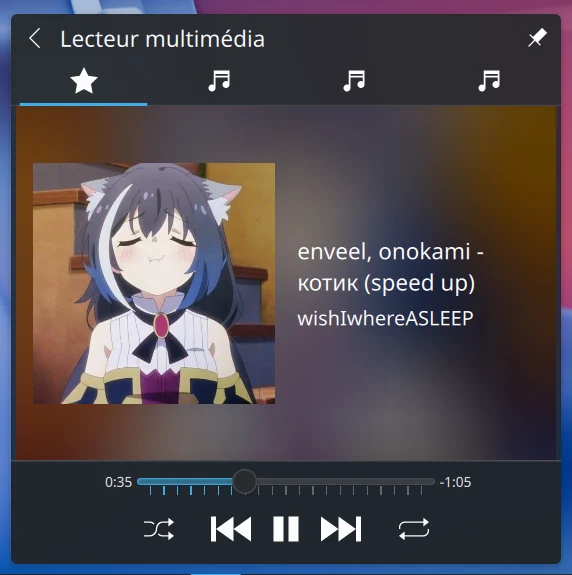 Lecteur multimédia
enveel, onokami -
котик (speed up)
wishIwhereASLEEP
0:35
-1:05